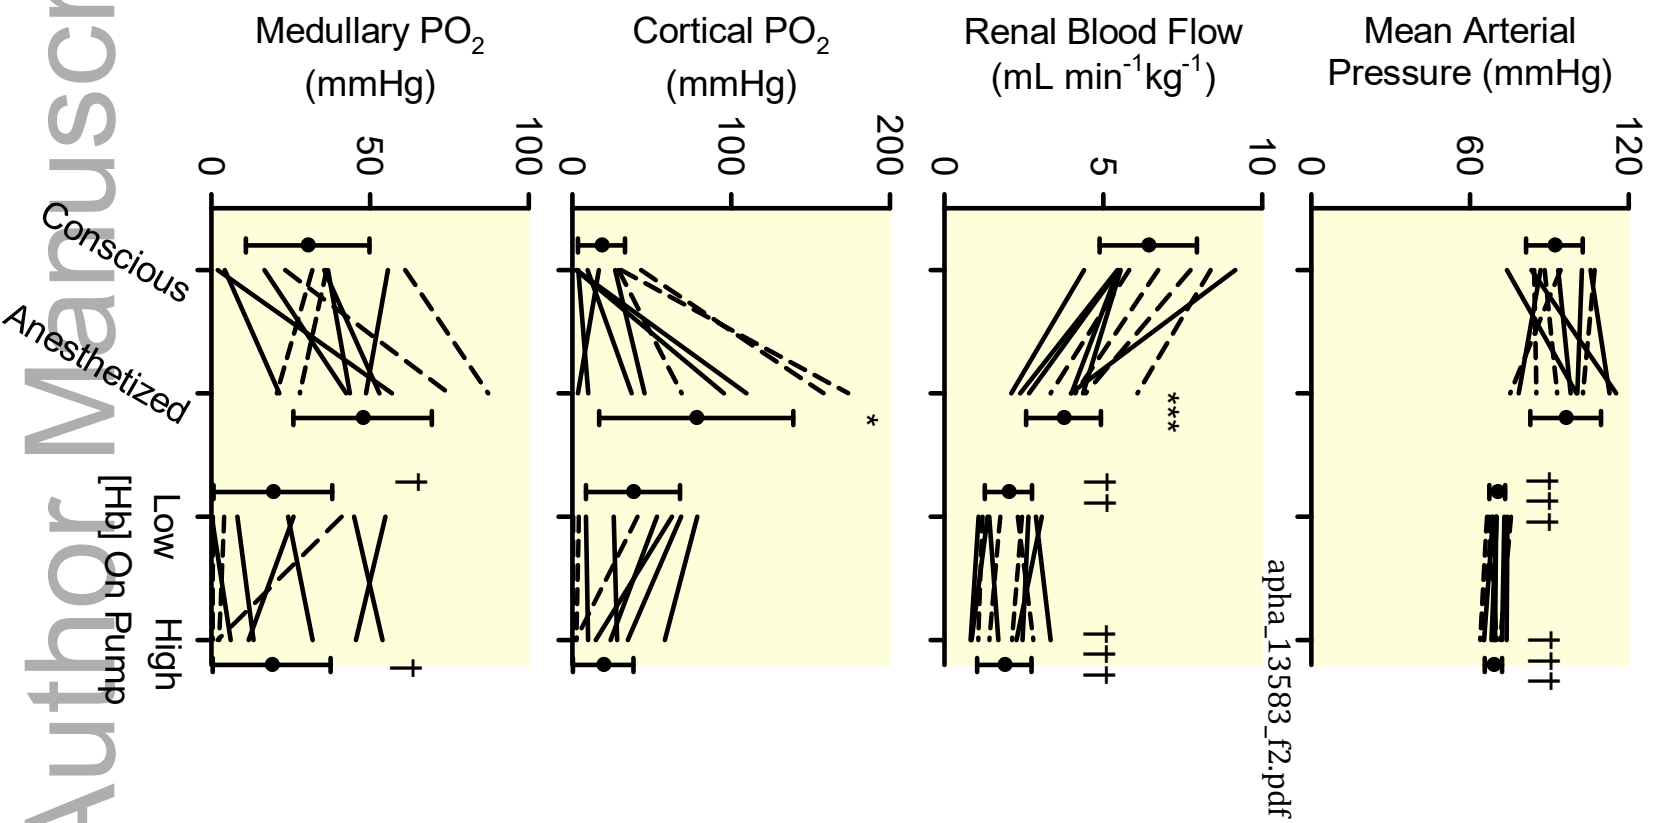 Medullary PO2
(mmHg)
Cortical PO2
(mmHg)
Renal Blood Flow
(mL min-1kg-1)
Mean Arterial
Pressure (mmHg)
0
50
100
0
100
200
0
5
10
0
60
120
Conscious
Anesthetized
Low
High
[Hb] On Pump
*
***
†
†
††
†††
†††
†††
apha_13583_f2.pdf
Author Manuscr